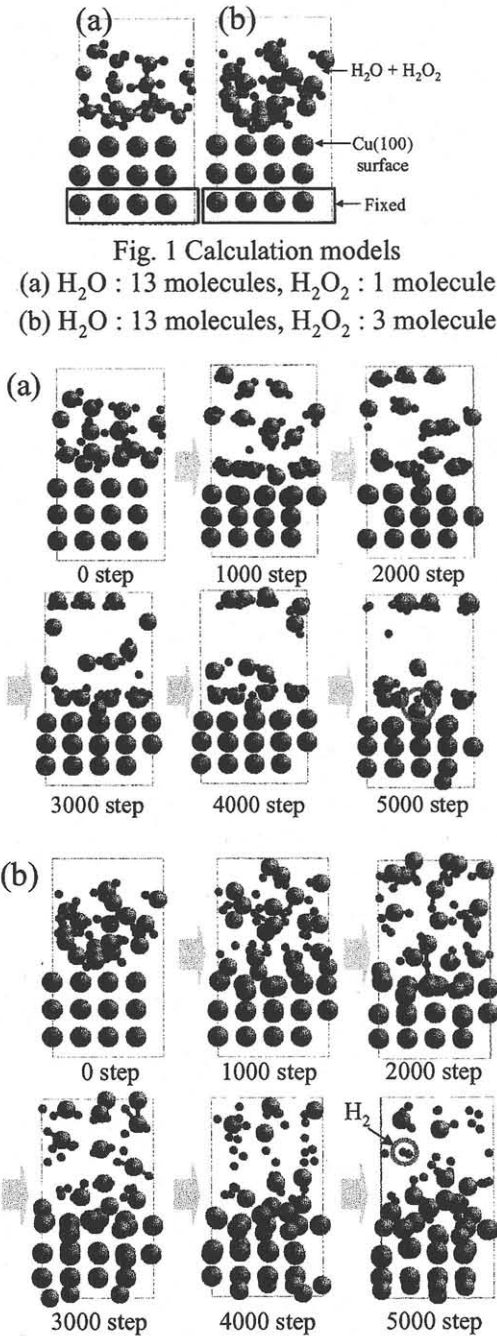 (a) (b)
H₂O + H₂O₂
Cu(100)
surface
Fixed
Fig. 1 Calculation models
(a) H₂O : 13 molecules, H₂O₂ : 1 molecule
(b) H₂O : 13 molecules, H₂O₂ : 3 molecule
(a)
0 step 1000 step 2000 step
3000 step 4000 step 5000 step
(b)
0 step 1000 step 2000 step
H₂
3000 step 4000 step 5000 step